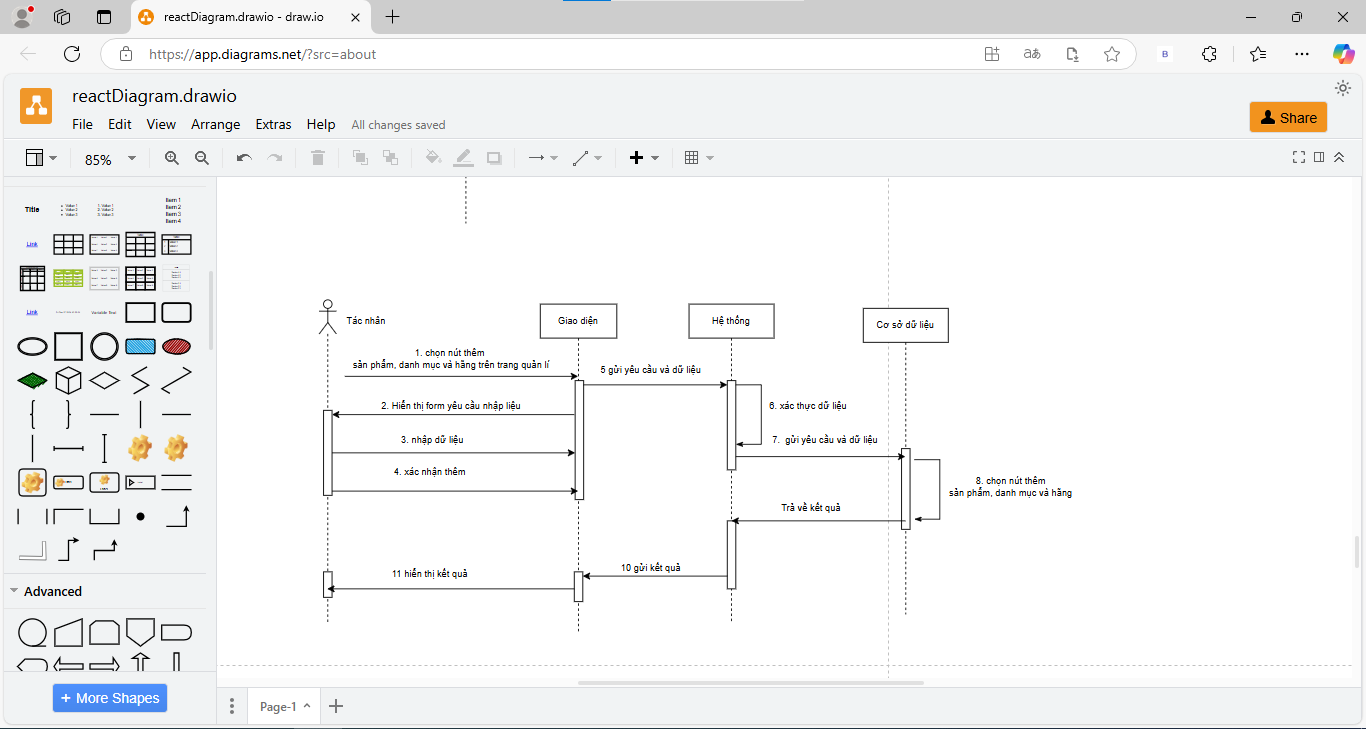 reactDiagram.drawio - draw.io
https://app.diagrams.net/?src=about
aあ
B
reactDiagram.drawio
File Edit View Arrange Extras Help All changes saved
Share
85%
Title
Item 1
Item 2
Item 3
Item 4
Link
Link
Variable Text
Advanced
+ More Shapes
Page-1
Tác nhân
Giao diện
Hệ thống
Cơ sở dữ liệu
1. chọn nút thêm
sản phẩm, danh mục và hãng trên trang quản lí
5 gửi yêu cầu và dữ liệu
2. Hiển thị form yêu cầu nhập liệu
6. xác thực dữ liệu
3. nhập dữ liệu
7. gửi yêu cầu và dữ liệu
4. xác nhận thêm
8. chọn nút thêm
sản phẩm, danh mục và hãng
Trả về kết quả
10 gửi kết quả
11 hiển thị kết quả